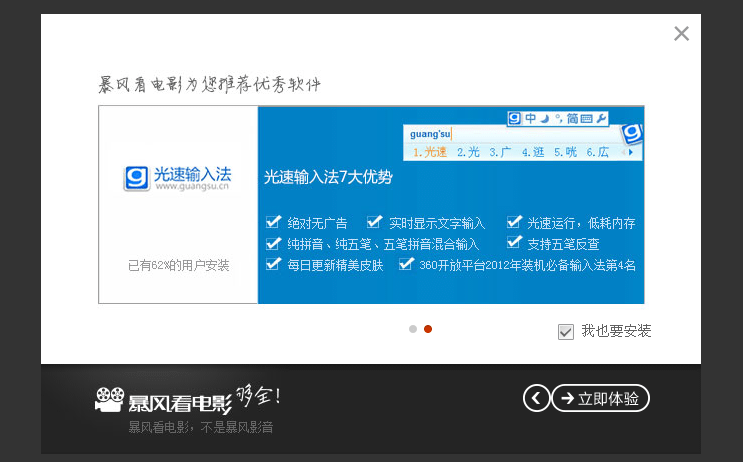 暴风看电影为您推荐优秀软件
中 °, 简
guang'su
1.光速 2.光 3.广 4.逛 5.咣 6.広
光速输入法
www.guangsu.cn
光速输入法7大优势
绝对无广告 实时显示文字输入 光速运行，低耗内存
纯拼音、纯五笔、五笔拼音混合输入 支持五笔反查
已有62%的用户安装
每日更新精美皮肤 360开放平台2012年装机必备输入法第4名
我也要安装
暴风看电影 够全!
暴风看电影，不是暴风影音
立即体验